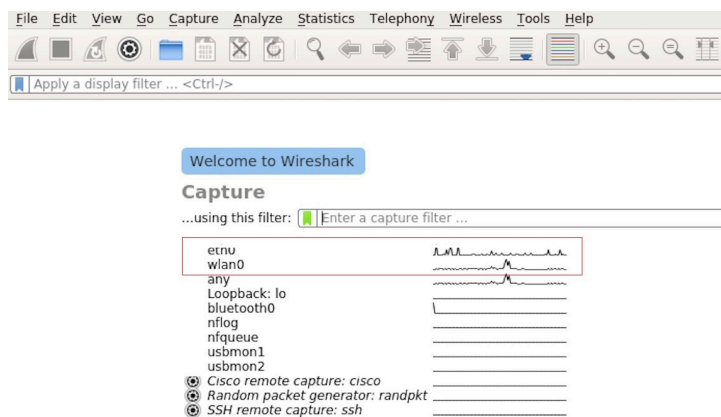 File Edit View Go Capture Analyze Statistics Telephony Wireless Tools Help
Apply a display filter ... <Ctrl-/>
Welcome to Wireshark
Capture
...using this filter: Enter a capture filter ...
eth0
wlan0
any
Loopback: lo
bluetooth0
nflog
nfqueue
usbmon1
usbmon2
Cisco remote capture: cisco
Random packet generator: randpkt
SSH remote capture: ssh